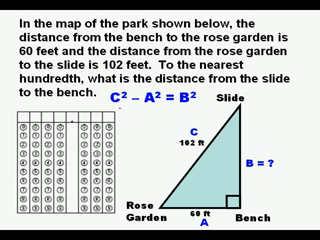 In the map of the park shown below, the
distance from the bench to the rose garden is
60 feet and the distance from the rose garden
to the slide is 102 feet. To the nearest
hundredth, what is the distance from the slide
to the bench.
C² – A² = B²
Slide
C
102 ft
B = ?
Rose
Garden
60 ft
A
Bench